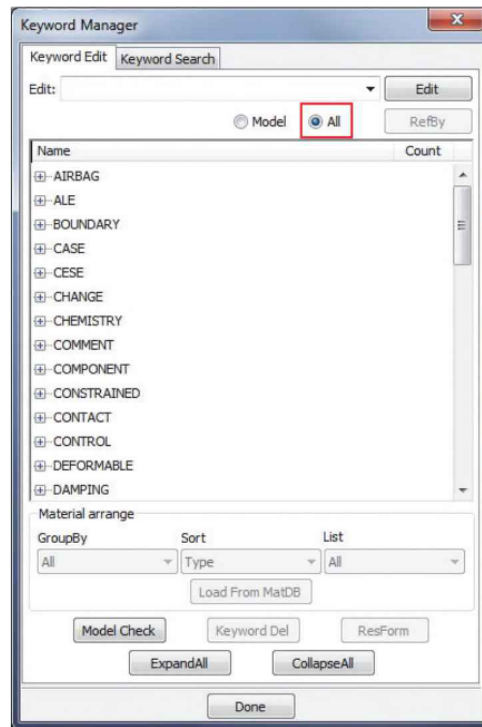 Keyword Manager
Keyword Edit Keyword Search
Edit: Edit
Model All RefBy
Name Count
AIRBAG
ALE
BOUNDARY
CASE
CESE
CHANGE
CHEMISTRY
COMMENT
COMPONENT
CONSTRAINED
CONTACT
CONTROL
DEFORMABLE
DAMPING
Material arrange
GroupBy Sort List
All Type All
Load From MatDB
Model Check Keyword Del ResForm
ExpandAll CollapseAll
Done